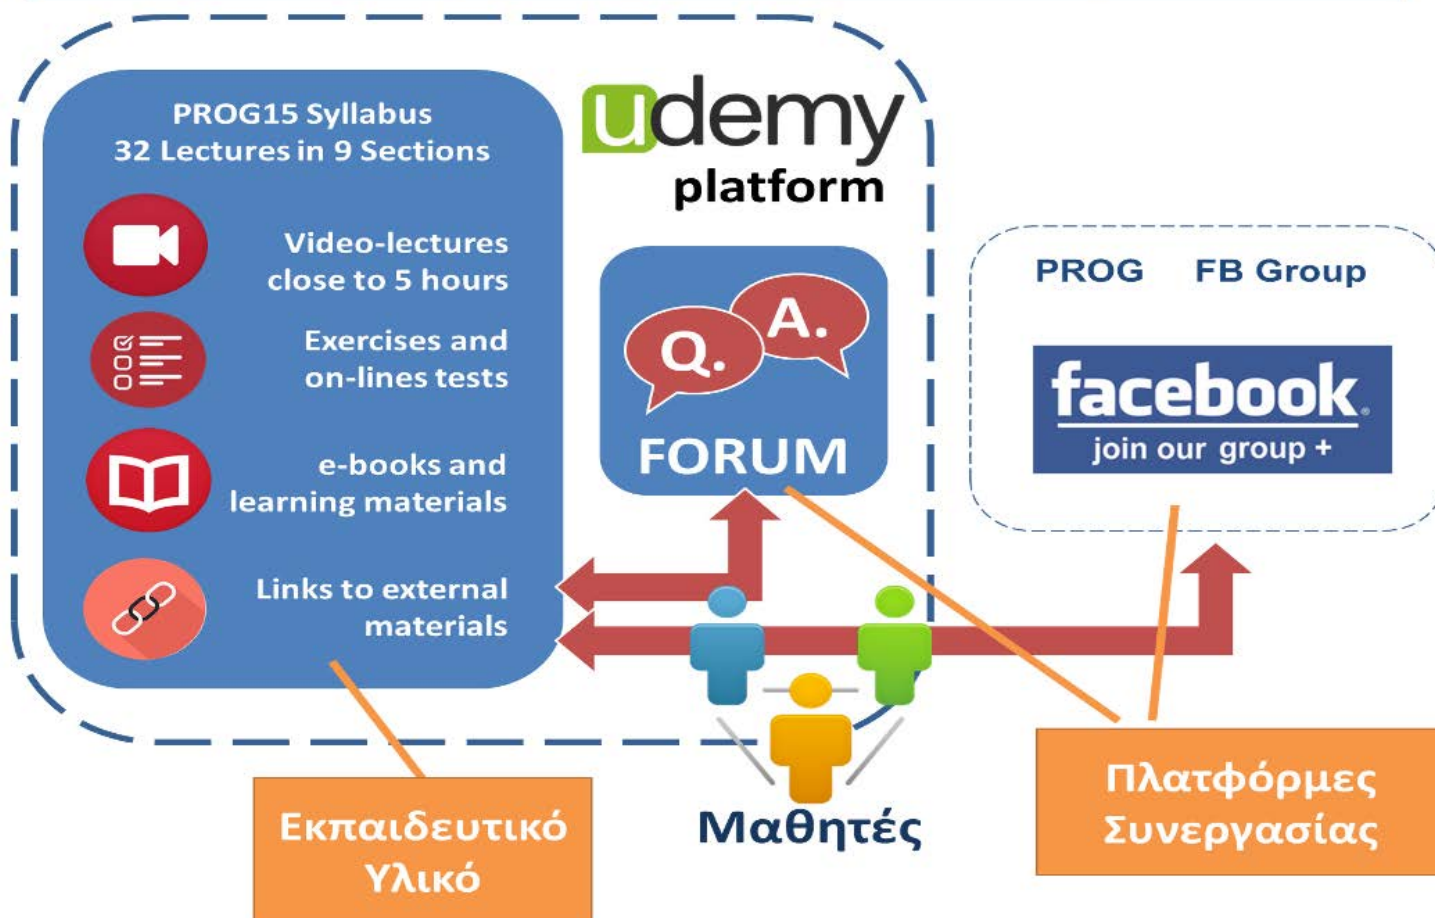 PROG15 Syllabus
32 Lectures in 9 Sections
Video-lectures
close to 5 hours
Exercises and
on-lines tests
e-books and
learning materials
Links to external
materials
udemy
platform
Q.
A.
FORUM
PROG FB Group
facebook
join our group +
Μαθητές
Εκπαιδευτικό
Υλικό
Πλατφόρμες
Συνεργασίας